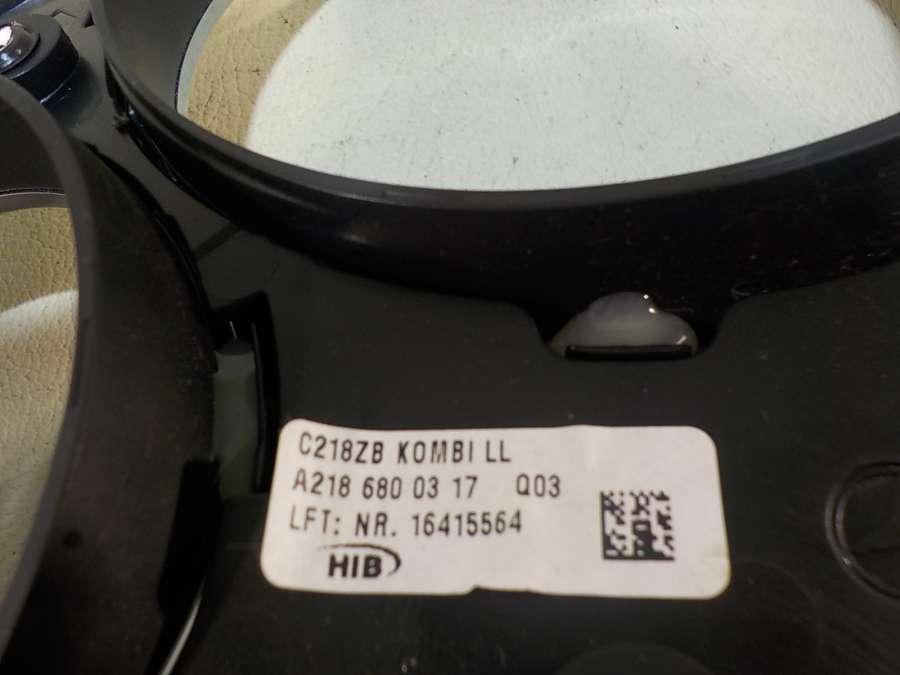 C218ZB KOMBI LL
A218 680 03 17 Q03
LFT: NR. 16415564
HIB